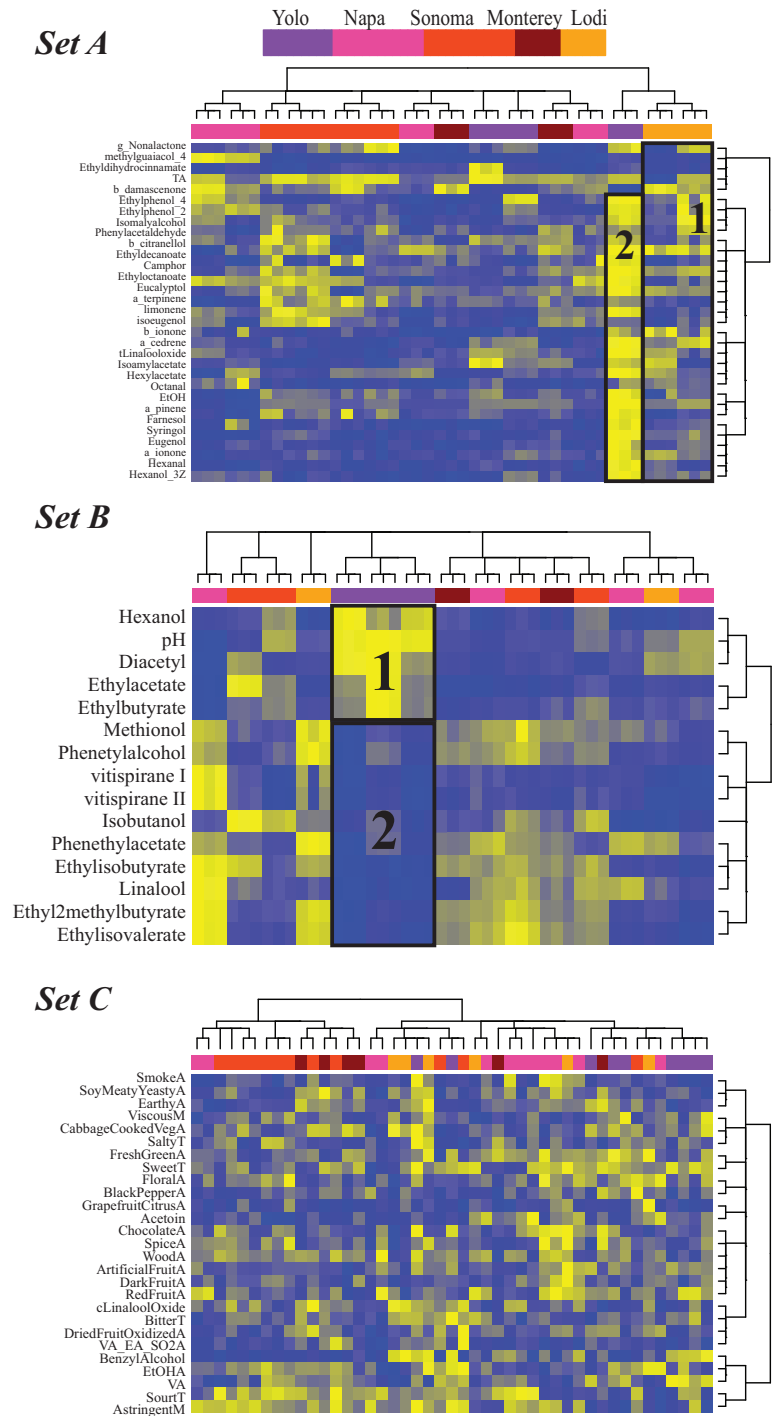 Yolo Napa Sonoma Monterey Lodi
Set A
g_Nonalactone
methylguaiacol_4
Ethyldihydrocinnamate
TA
b_damascenone
Ethylphenol_4
Ethylphenol_2
Isomalyalcohol
Phenylacetaldehyde
b_citranellol
Ethyldecanoate
Camphor
Ethyloctanoate
Eucalyptol
a_terpinene
limonene
isoeugenol
b_ionone
a_cedrene
tLinalooloxide
Isoamylacetate
Hexylacetate
Octanal
EtOH
a_pinene
Farnesol
Syringol
Eugenol
a_ionone
Hexanal
Hexanol_3Z
1
2
Set B
Hexanol
pH
Diacetyl
Ethylacetate
Ethylbutyrate
Methionol
Phenetylalcohol
vitispirane I
vitispirane II
Isobutanol
Phenethylacetate
Ethylisobutyrate
Linalool
Ethyl2methylbutyrate
Ethylisovalerate
1
2
Set C
SmokeA
SoyMeatyYeastyA
EarthyA
ViscousM
CabbageCookedVegA
SaltyT
FreshGreenA
SweetT
FloralA
BlackPepperA
GrapefruitCitrusA
Acetoin
ChocolateA
SpiceA
WoodA
ArtificialFruitA
DarkFruitA
RedFruitA
cLinaloolOxide
BitterT
DriedFruitOxidizedA
VA_EA_SO2A
BenzylAlcohol
EtOHA
VA
SourtT
AstringentM